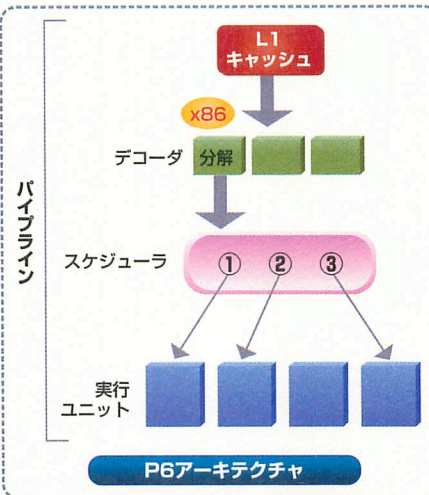 L1
キャッシュ
x86
デコーダ
分解
パイプライン
スケジューラ
① ② ③
実行
ユニット
P6アーキテクチャ